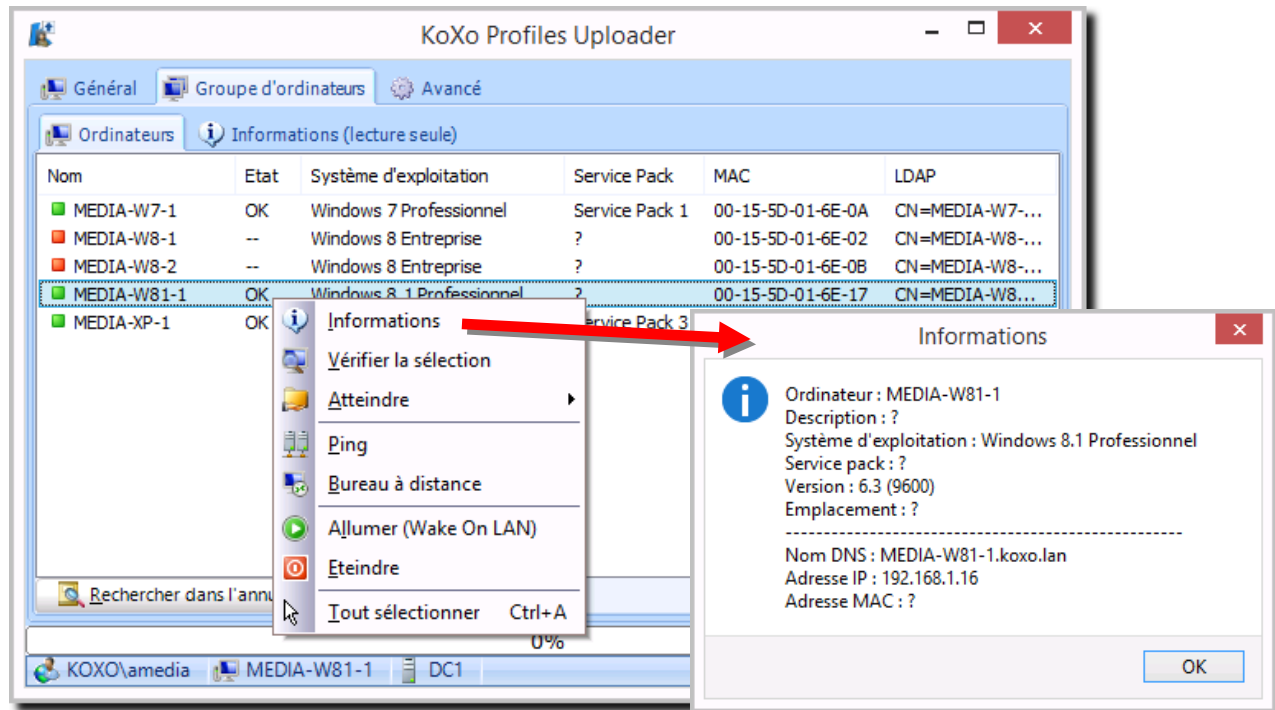 KoXo Profiles Uploader
Général Groupe d'ordinateurs Avancé
Ordinateurs Informations (lecture seule)
Nom Etat Système d'exploitation Service Pack MAC LDAP
MEDIA-W7-1 OK Windows 7 Professionnel Service Pack 1 00-15-5D-01-6E-0A CN=MEDIA-W7-...
MEDIA-W8-1 -- Windows 8 Entreprise ? 00-15-5D-01-6E-02 CN=MEDIA-W8-...
MEDIA-W8-2 -- Windows 8 Entreprise ? 00-15-5D-01-6E-0B CN=MEDIA-W8-...
MEDIA-W81-1 OK Windows 8.1 Professionnel ? 00-15-5D-01-6E-17 CN=MEDIA-W8...
MEDIA-XP-1 OK Service Pack 3
Informations
Vérifier la sélection
Atteindre
Ping
Bureau à distance
Allumer (Wake On LAN)
Eteindre
Tout sélectionner Ctrl+A
Rechercher dans l'annu
0%
KOXO\amedia MEDIA-W81-1 DC1
Informations
Ordinateur : MEDIA-W81-1
Description : ?
Système d'exploitation : Windows 8.1 Professionnel
Service pack : ?
Version : 6.3 (9600)
Emplacement : ?
-----------------------------------------------------
Nom DNS : MEDIA-W81-1.koxo.lan
Adresse IP : 192.168.1.16
Adresse MAC : ?
OK